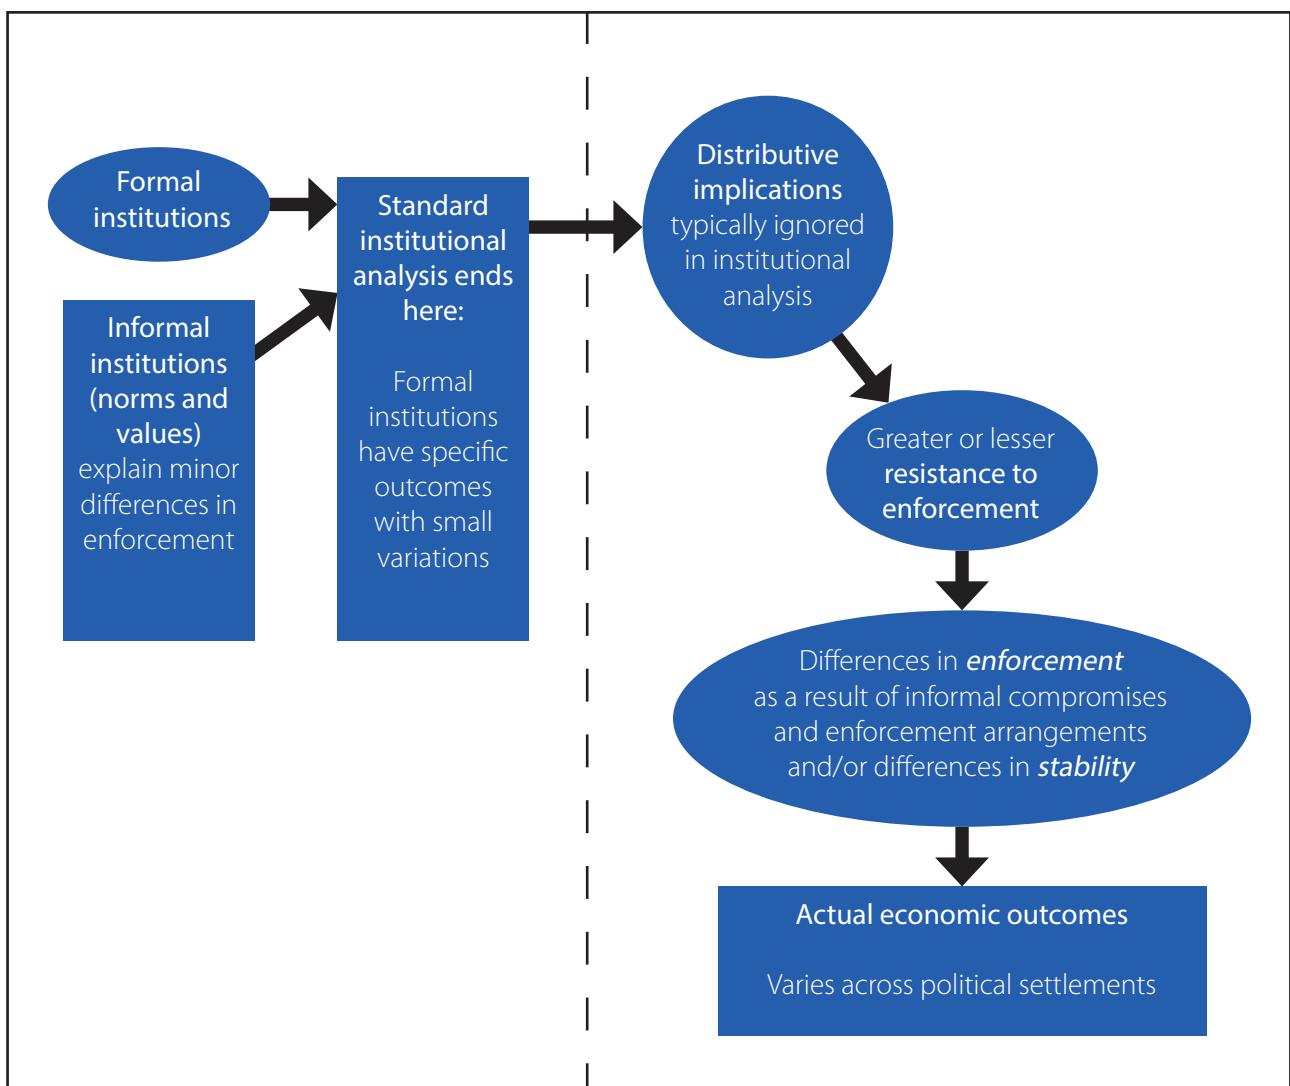 Formal
institutions
Informal
institutions
(norms and
values)
explain minor
differences in
enforcement
Standard
institutional
analysis ends
here:
Formal
institutions
have specific
outcomes
with small
variations
Distributive
implications
typically ignored
in institutional
analysis
Greater or lesser
resistance to
enforcement
Differences in enforcement
as a result of informal compromises
and enforcement arrangements
and/or differences in stability
Actual economic outcomes
Varies across political settlements